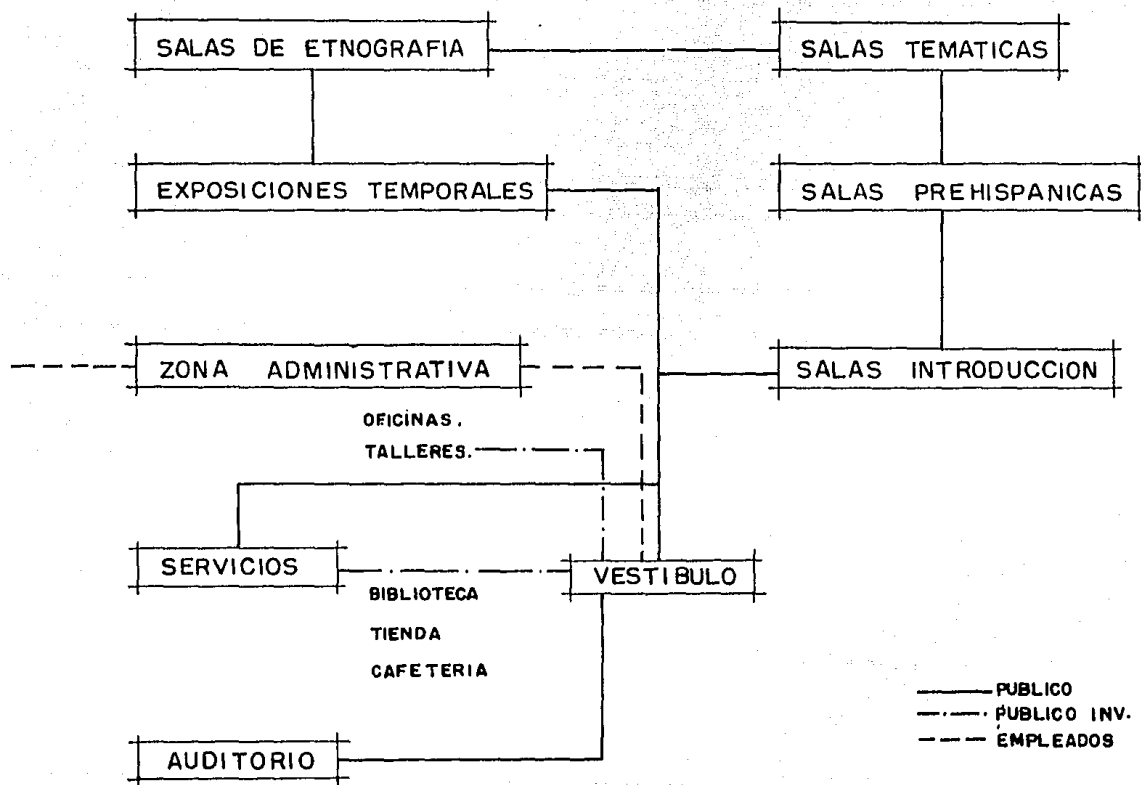 SALAS DE ETNOGRAFIA
SALAS TEMATICAS
EXPOSICIONES TEMPORALES
SALAS PREHISPANICAS
ZONA ADMINISTRATIVA
SALAS INTRODUCCION
OFICINAS.
TALLERES.
SERVICIOS
VESTIBULO
BIBLIOTECA
TIENDA
CAFETERIA
AUDITORIO
PUBLICO
PUBLICO INV.
EMPLEADOS